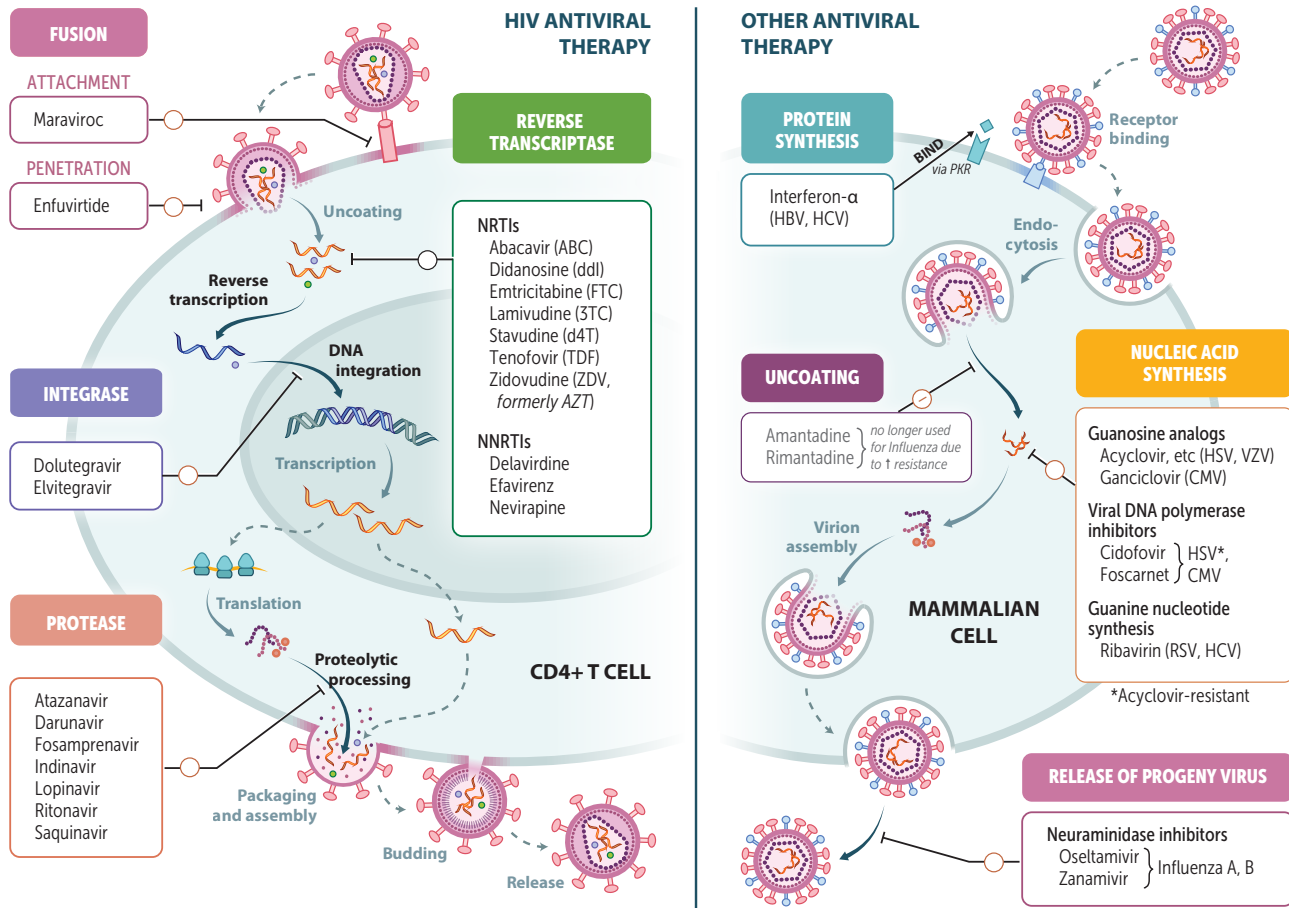 HIV ANTIVIRAL
THERAPY
FUSION
ATTACHMENT
Maraviroc
PENETRATION
Enfuvirtide
REVERSE
TRANSCRIPTASE
NRTIs
Abacavir (ABC)
Didanosine (ddI)
Emtricitabine (FTC)
Lamivudine (3TC)
Stavudine (d4T)
Tenofovir (TDF)
Zidovudine (ZDV,
formerly AZT)
NNRTIs
Delavirdine
Efavirenz
Nevirapine
Uncoating
Reverse
transcription
DNA
integration
INTEGRASE
Dolutegravir
Elvitegravir
Transcription
Translation
PROTEASE
Atazanavir
Darunavir
Fosamprenavir
Indinavir
Lopinavir
Ritonavir
Saquinavir
Proteolytic
processing
CD4+ T CELL
Packaging
and assembly
Budding
Release
OTHER ANTIVIRAL
THERAPY
PROTEIN
SYNTHESIS
Interferon-α
(HBV, HCV)
BIND
via PKR
Receptor
binding
Endo-
cytosis
UNCOATING
Amantadine
Rimantadine
no longer used
for Influenza due
to ↑ resistance
−
NUCLEIC ACID
SYNTHESIS
Guanosine analogs
Acyclovir, etc (HSV, VZV)
Ganciclovir (CMV)
Viral DNA polymerase
inhibitors
Cidofovir
Foscarnet
HSV*,
CMV
Guanine nucleotide
synthesis
Ribavirin (RSV, HCV)
*Acyclovir-resistant
Virion
assembly
MAMMALIAN
CELL
RELEASE OF PROGENY VIRUS
Neuraminidase inhibitors
Oseltamivir
Zanamivir
Influenza A, B